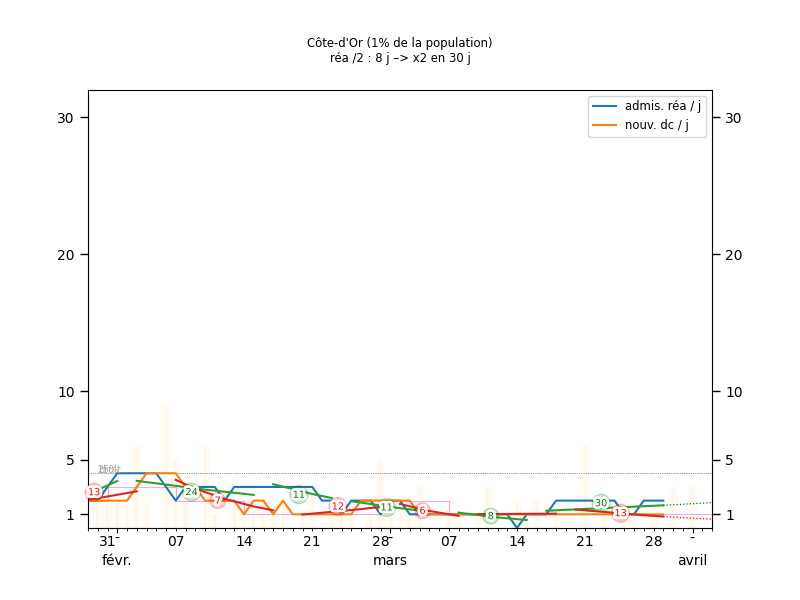 Côte-d'Or (1% de la population)
réa /2 : 8 j –> x2 en 30 j
admis. réa / j
nouv. dc / j
30 30
20 20
10 10
5 5
1 1
13 24 7 11 12 11 6 8 30 13
31 07 14 21 28 07 14 21 28
févr. mars avril